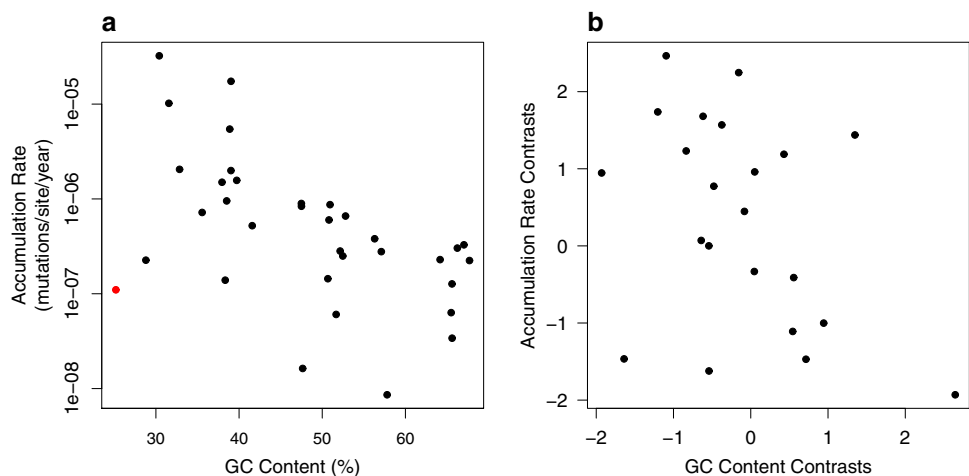 a
1e−05
1e−06
1e−07
1e−08
Accumulation Rate
(mutations/site/year)
30 40 50 60
GC Content (%)
b
2
1
0
−1
−2
Accumulation Rate Contrasts
−2 −1 0 1 2
GC Content Contrasts